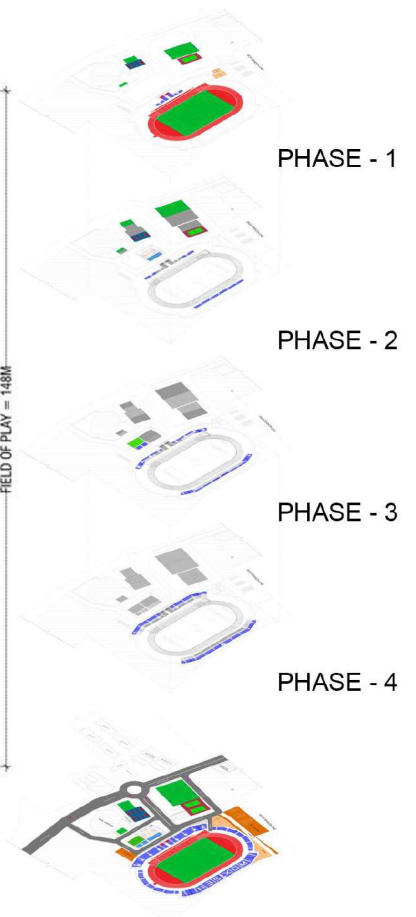 PHASE - 1
PHASE - 2
FIELD OF PLAY = 148M
PHASE - 3
PHASE - 4